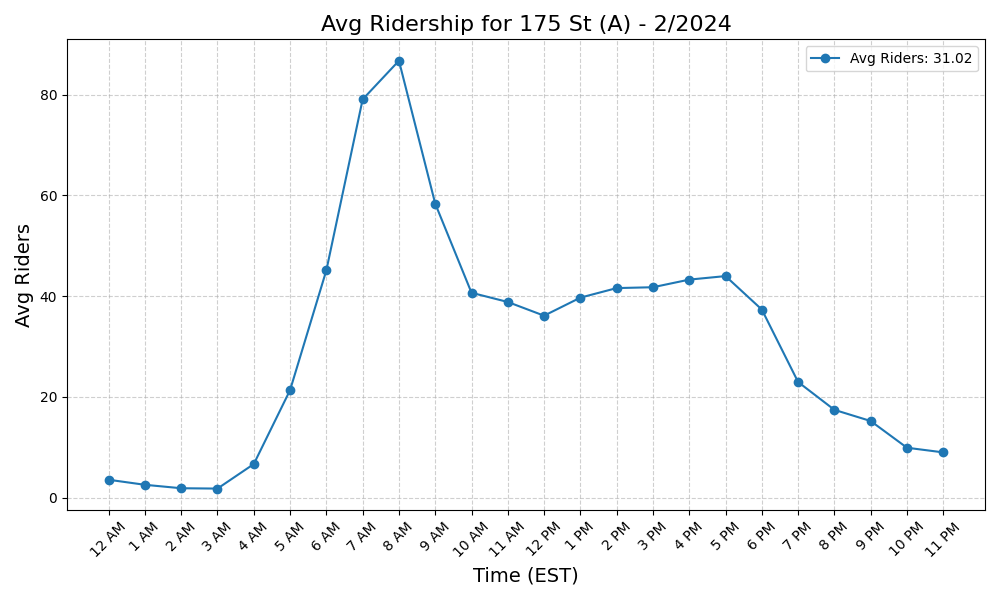 Avg Ridership for 175 St (A) - 2/2024
Avg Riders: 31.02
Avg Riders
80
60
40
20
0
12 AM
1 AM
2 AM
3 AM
4 AM
5 AM
6 AM
7 AM
8 AM
9 AM
10 AM
11 AM
12 PM
1 PM
2 PM
3 PM
4 PM
5 PM
6 PM
7 PM
8 PM
9 PM
10 PM
11 PM
Time (EST)